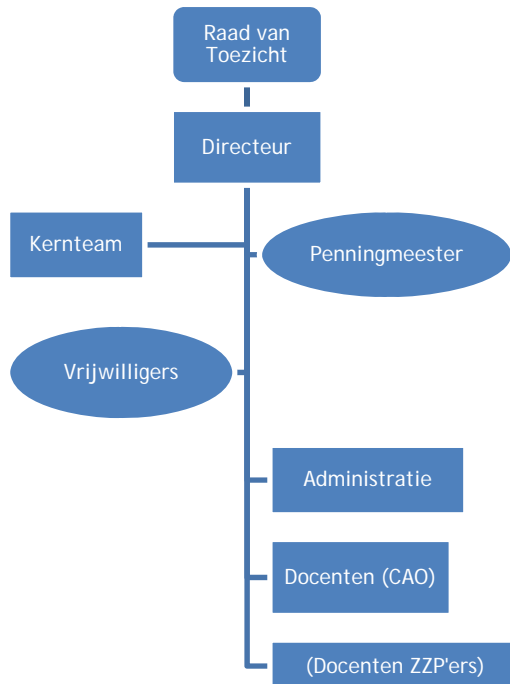 Raad van
Toezicht
Directeur
Kernteam
Penningmeester
Vrijwilligers
Administratie
Docenten (CAO)
(Docenten ZZP'ers)